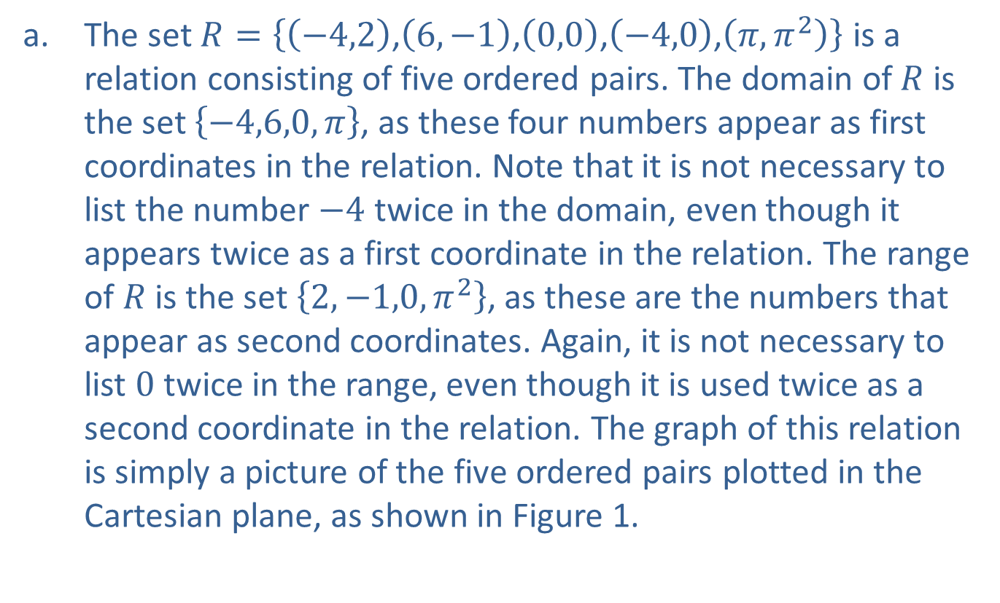 a. The set R = {(−4,2),(6,−1),(0,0),(−4,0),(π,π²)} is a
relation consisting of five ordered pairs. The domain of R is
the set {−4,6,0,π}, as these four numbers appear as first
coordinates in the relation. Note that it is not necessary to
list the number −4 twice in the domain, even though it
appears twice as a first coordinate in the relation. The range
of R is the set {2,−1,0,π²}, as these are the numbers that
appear as second coordinates. Again, it is not necessary to
list 0 twice in the range, even though it is used twice as a
second coordinate in the relation. The graph of this relation
is simply a picture of the five ordered pairs plotted in the
Cartesian plane, as shown in Figure 1.